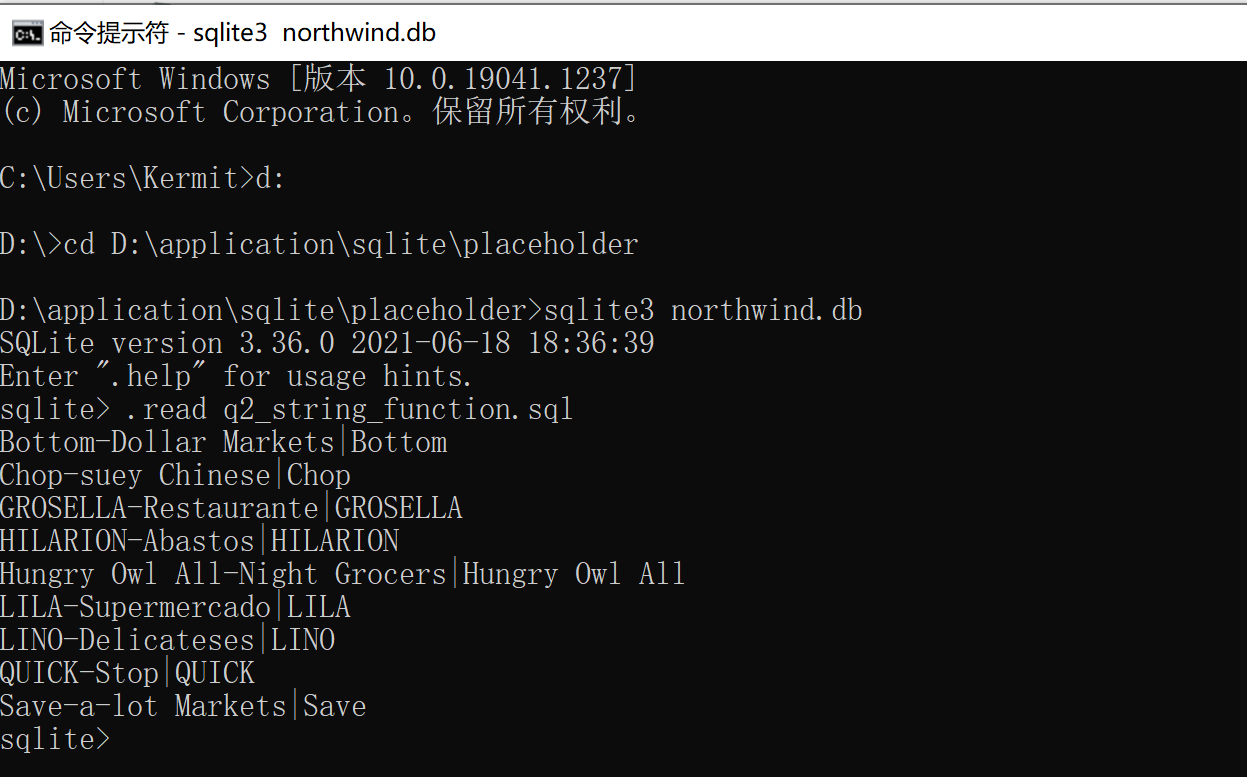 命令提示符 - sqlite3  northwind.db
Microsoft Windows [版本 10.0.19041.1237]
(c) Microsoft Corporation。保留所有权利。
C:\Users\Kermit>d:
D:\>cd D:\application\sqlite\placeholder
D:\application\sqlite\placeholder>sqlite3 northwind.db
SQLite version 3.36.0 2021-06-18 18:36:39
Enter ".help" for usage hints.
sqlite> .read q2_string_function.sql
Bottom-Dollar Markets|Bottom
Chop-suey Chinese|Chop
GROSELLA-Restaurante|GROSELLA
HILARION-Abastos|HILARION
Hungry Owl All-Night Grocers|Hungry Owl All
LILA-Supermercado|LILA
LINO-Delicateses|LINO
QUICK-Stop|QUICK
Save-a-lot Markets|Save
sqlite>